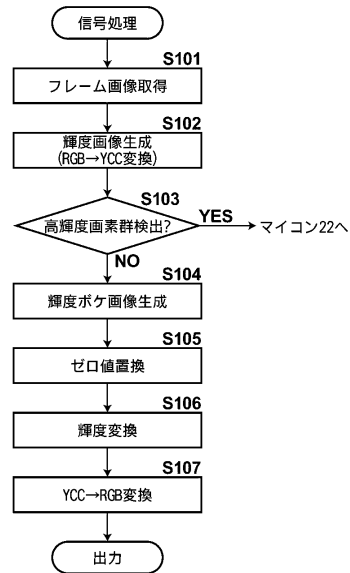 信号処理
S101
フレーム画像取得
S102
輝度画像生成
(RGB→YCC変換)
S103
高輝度画素群検出?
YES
マイコン22へ
NO
S104
輝度ボケ画像生成
S105
ゼロ値置換
S106
輝度変換
S107
YCC→RGB変換
出力